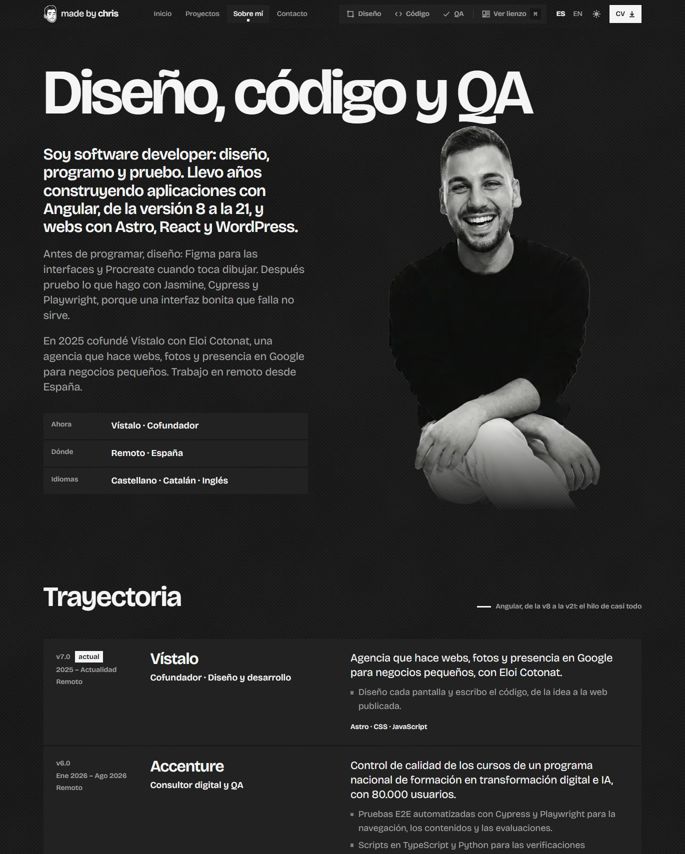 made by chris
Inicio
Proyectos
Sobre mí
Contacto
Diseño
Código
QA
Ver lienzo
M
ES
EN
CV
Diseño, código y QA
Soy software developer: diseño,
programo y pruebo. Llevo años
construyendo aplicaciones con
Angular, de la versión 8 a la 21, y
webs con Astro, React y WordPress.
Antes de programar, diseño: Figma para las
interfaces y Procreate cuando toca dibujar. Después
pruebo lo que hago con Jasmine, Cypress y
Playwright, porque una interfaz bonita que falla no
sirve.
En 2025 cofundé Vístalo con Eloi Cotonat, una
agencia que hace webs, fotos y presencia en Google
para negocios pequeños. Trabajo en remoto desde
España.
Ahora
Vístalo · Cofundador
Dónde
Remoto · España
Idiomas
Castellano · Catalán · Inglés
Trayectoria
Angular, de la v8 a la v21: el hilo de casi todo
v7.0 actual
2025 – Actualidad
Remoto
Vístalo
Cofundador · Diseño y desarrollo
Agencia que hace webs, fotos y presencia en Google
para negocios pequeños, con Eloi Cotonat.
Diseño cada pantalla y escribo el código, de la idea a la web
publicada.
Astro · CSS · JavaScript
v6.0
Ene 2026 – Ago 2026
Remoto
Accenture
Consultor digital y QA
Control de calidad de los cursos de un programa
nacional de formación en transformación digital e IA,
con 80.000 usuarios.
Pruebas E2E automatizadas con Cypress y Playwright para la
navegación, los contenidos y las evaluaciones.
Scripts en TypeScript y Python para las verificaciones